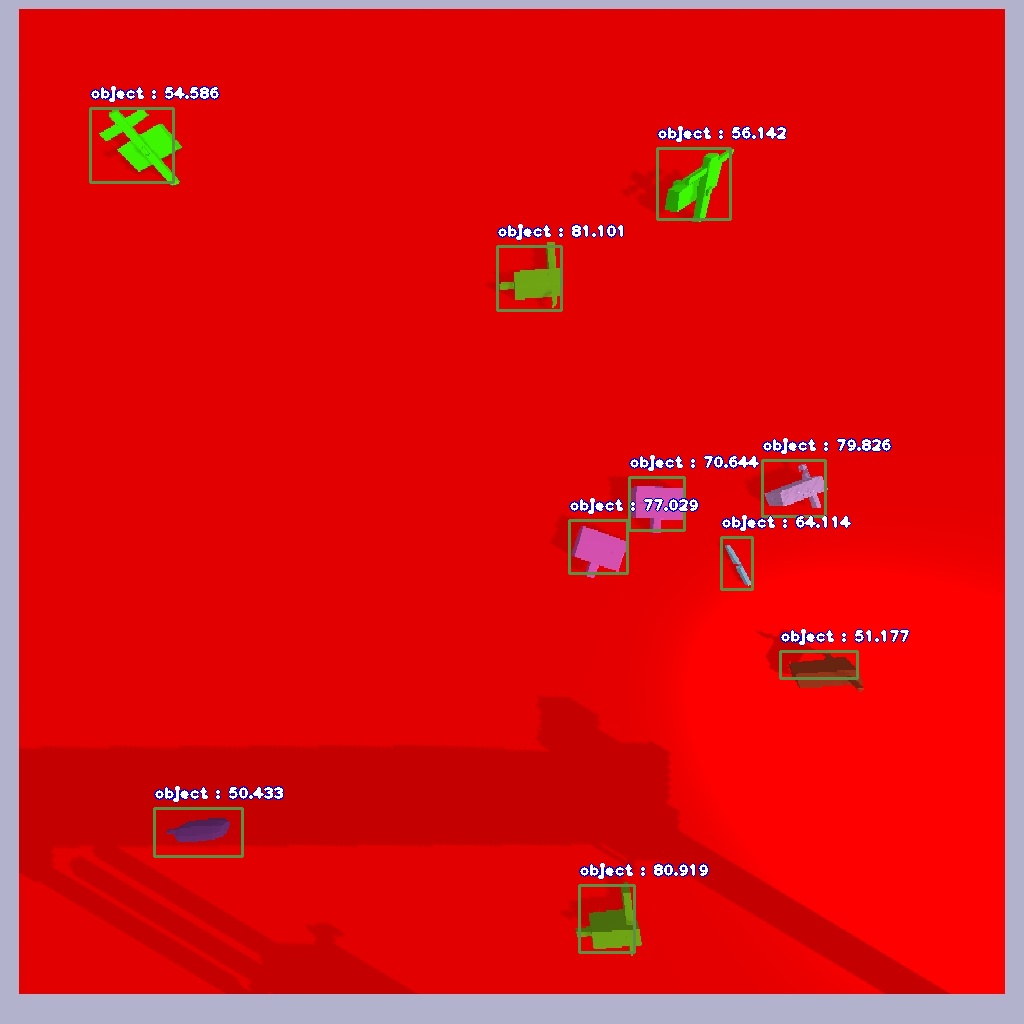 object : 54.586
object : 56.142
object : 81.101
object : 79.826
object : 70.644
object : 77.029
object : 64.114
object : 51.177
object : 50.433
object : 80.919